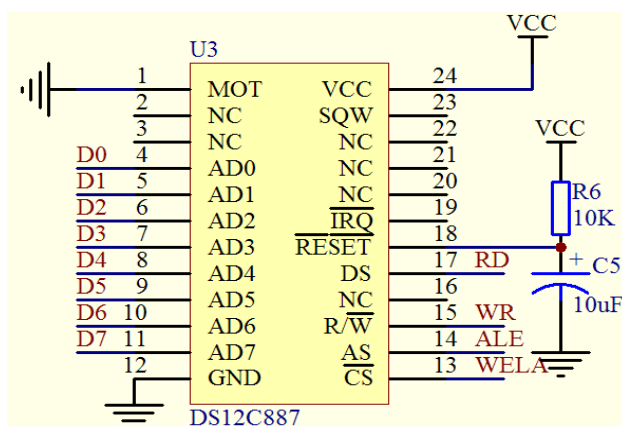 VCC
U3
1 MOT VCC 24
2 NC SQW 23
3 NC NC 22
D0 4 AD0 NC 21
D1 5 AD1 NC 20
D2 6 AD2 IRQ 19
D3 7 AD3 RESET 18
D4 8 AD4 DS 17 RD
D5 9 AD5 NC 16
D6 10 AD6 R/W 15 WR
D7 11 AD7 AS 14 ALE
12 GND CS 13 WELA
DS12C887
VCC
R6
10K
+ C5
10uF